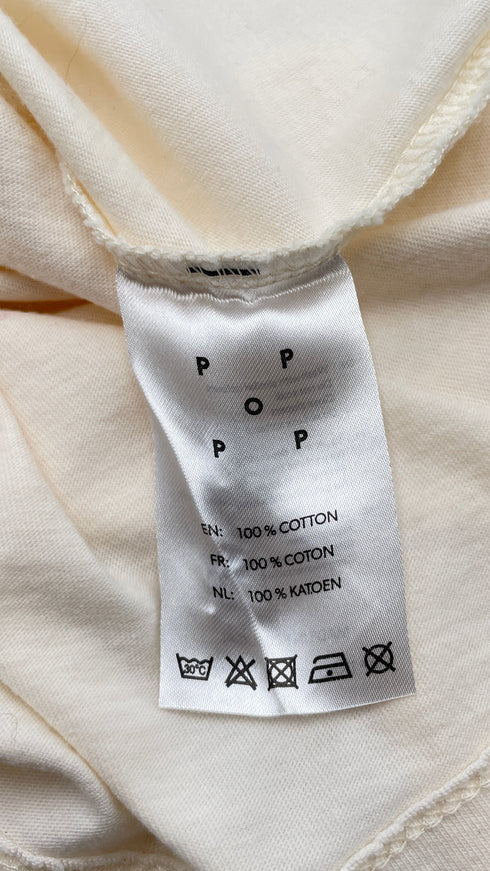 P P
O
P P
EN: 100 % COTTON
FR: 100 % COTON
NL: 100 % KATOEN
30°C